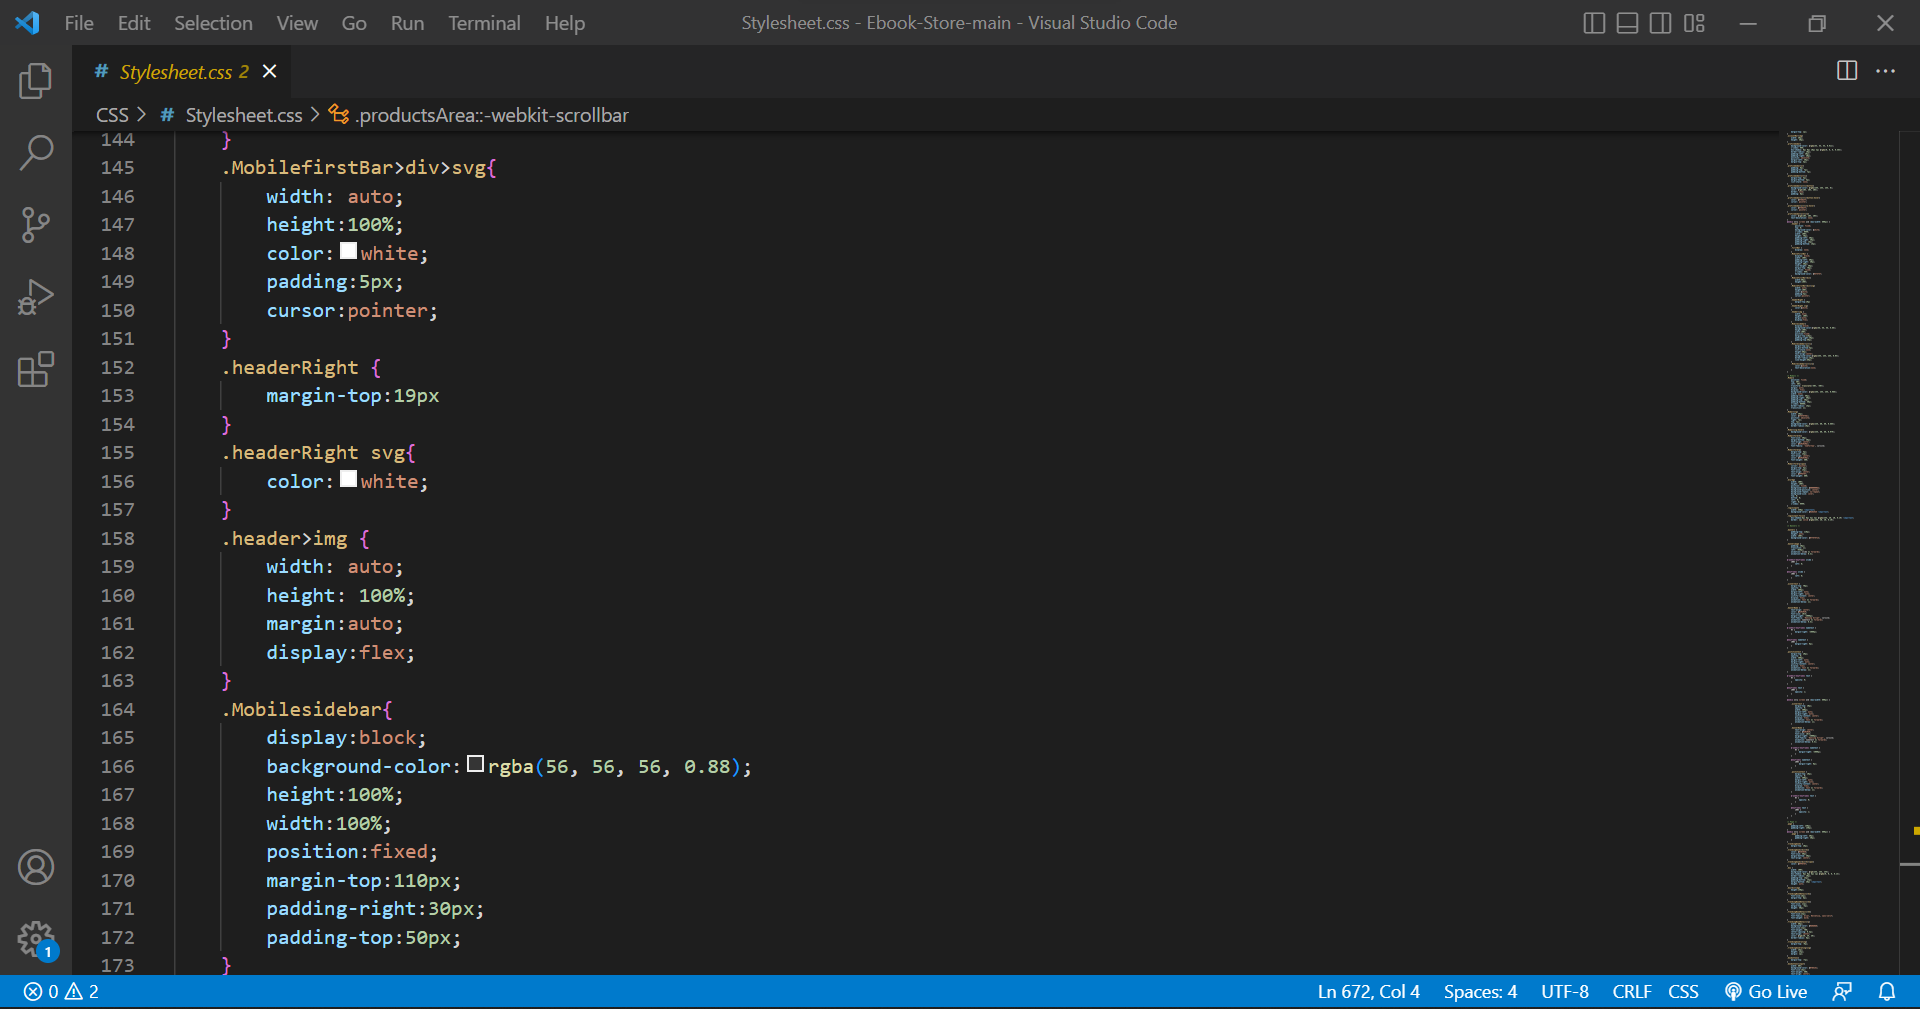 File Edit Selection View Go Run Terminal Help Stylesheet.css - Ebook-Store-main - Visual Studio Code
# Stylesheet.css 2
CSS > # Stylesheet.css > .productsArea::-webkit-scrollbar
144 }
145 .MobilefirstBar>div>svg{
146 width: auto;
147 height:100%;
148 color: white;
149 padding:5px;
150 cursor:pointer;
151 }
152 .headerRight {
153 margin-top:19px
154 }
155 .headerRight svg{
156 color: white;
157 }
158 .header>img {
159 width: auto;
160 height: 100%;
161 margin:auto;
162 display:flex;
163 }
164 .Mobilesidebar{
165 display:block;
166 background-color: rgba(56, 56, 56, 0.88);
167 height:100%;
168 width:100%;
169 position:fixed;
170 margin-top:110px;
171 padding-right:30px;
172 padding-top:50px;
173 }
1
0 2 Ln 672, Col 4 Spaces: 4 UTF-8 CRLF CSS Go Live